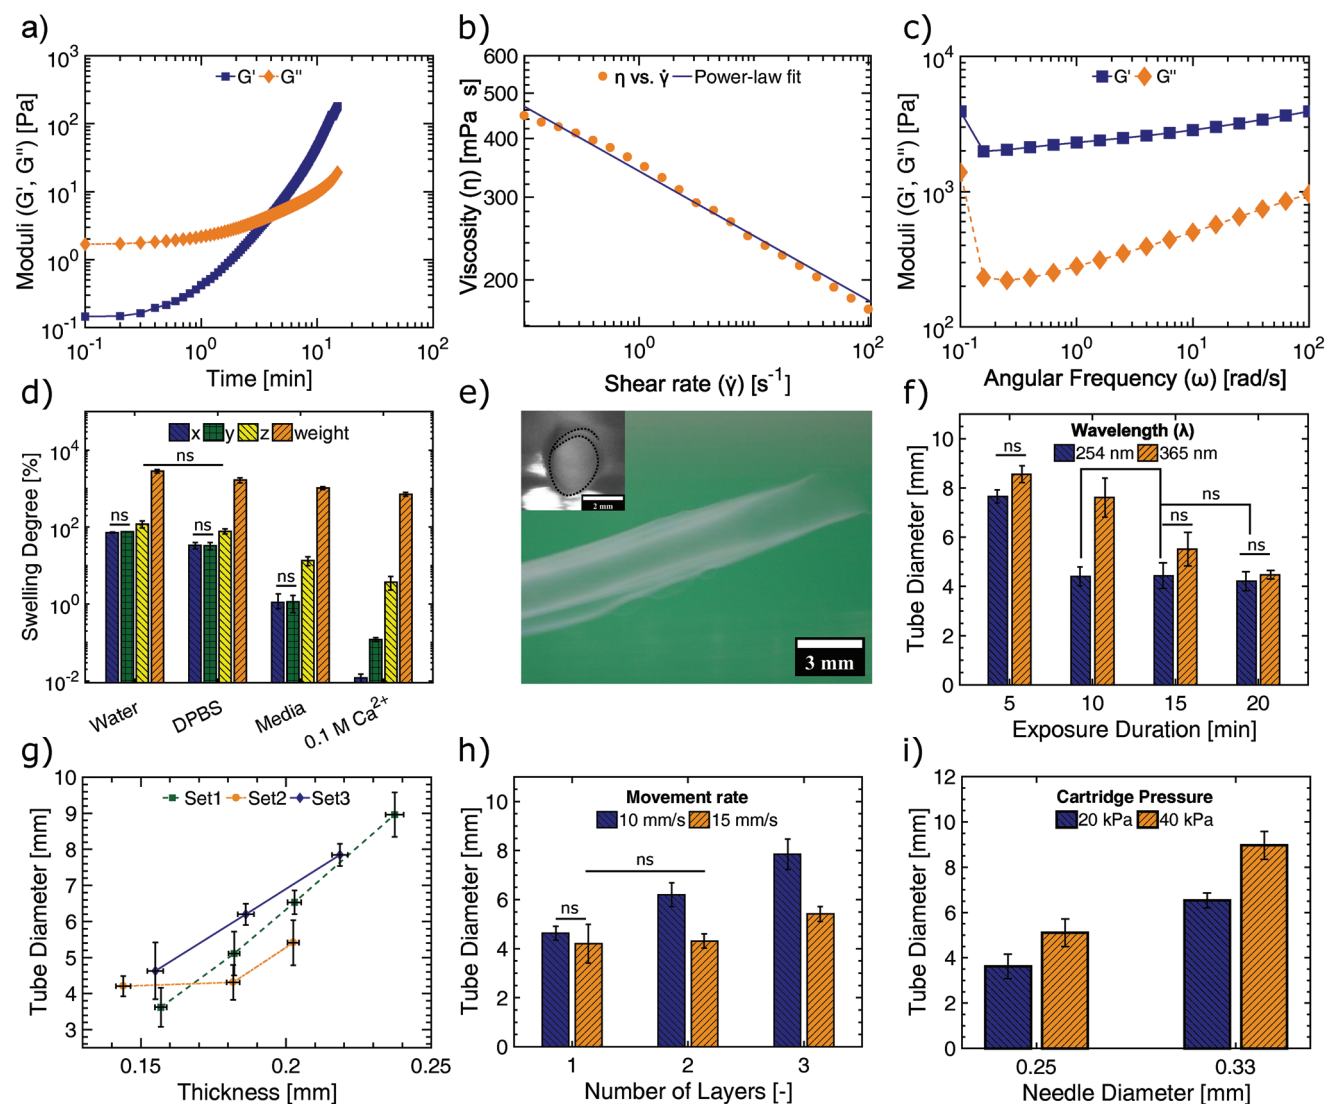 a)
10³
10²
10¹
10⁰
10⁻¹
Moduli (G', G'') [Pa]
G' G''
10⁻¹ 10⁰ 10¹ 10²
Time [min]
b)
600
500
400
300
200
Viscosity (η) [mPa s]
η vs. γ̇ Power-law fit
10⁰ 10¹ 10²
Shear rate (γ̇) [s⁻¹]
c)
10⁴
10³
10²
Moduli (G', G'') [Pa]
G' G''
10⁻¹ 10⁰ 10¹ 10²
Angular Frequency (ω) [rad/s]
d)
10⁴
10²
10⁰
10⁻²
Swelling Degree [%]
x y z weight
ns
ns
ns
ns
Water DPBS Media 0.1 M Ca²⁺
e)
2 mm
3 mm
f)
10
8
6
4
2
0
Tube Diameter [mm]
Wavelength (λ)
254 nm 365 nm
ns
ns
ns
ns
5 10 15 20
Exposure Duration [min]
g)
10
9
8
7
6
5
4
3
Tube Diameter [mm]
Set1 Set2 Set3
0.15 0.2 0.25
Thickness [mm]
h)
10
8
6
4
2
0
Tube Diameter [mm]
Movement rate
10 mm/s 15 mm/s
ns
ns
1 2 3
Number of Layers [-]
i)
12
10
8
6
4
2
0
Tube Diameter [mm]
Cartridge Pressure
20 kPa 40 kPa
0.25 0.33
Needle Diameter [mm]